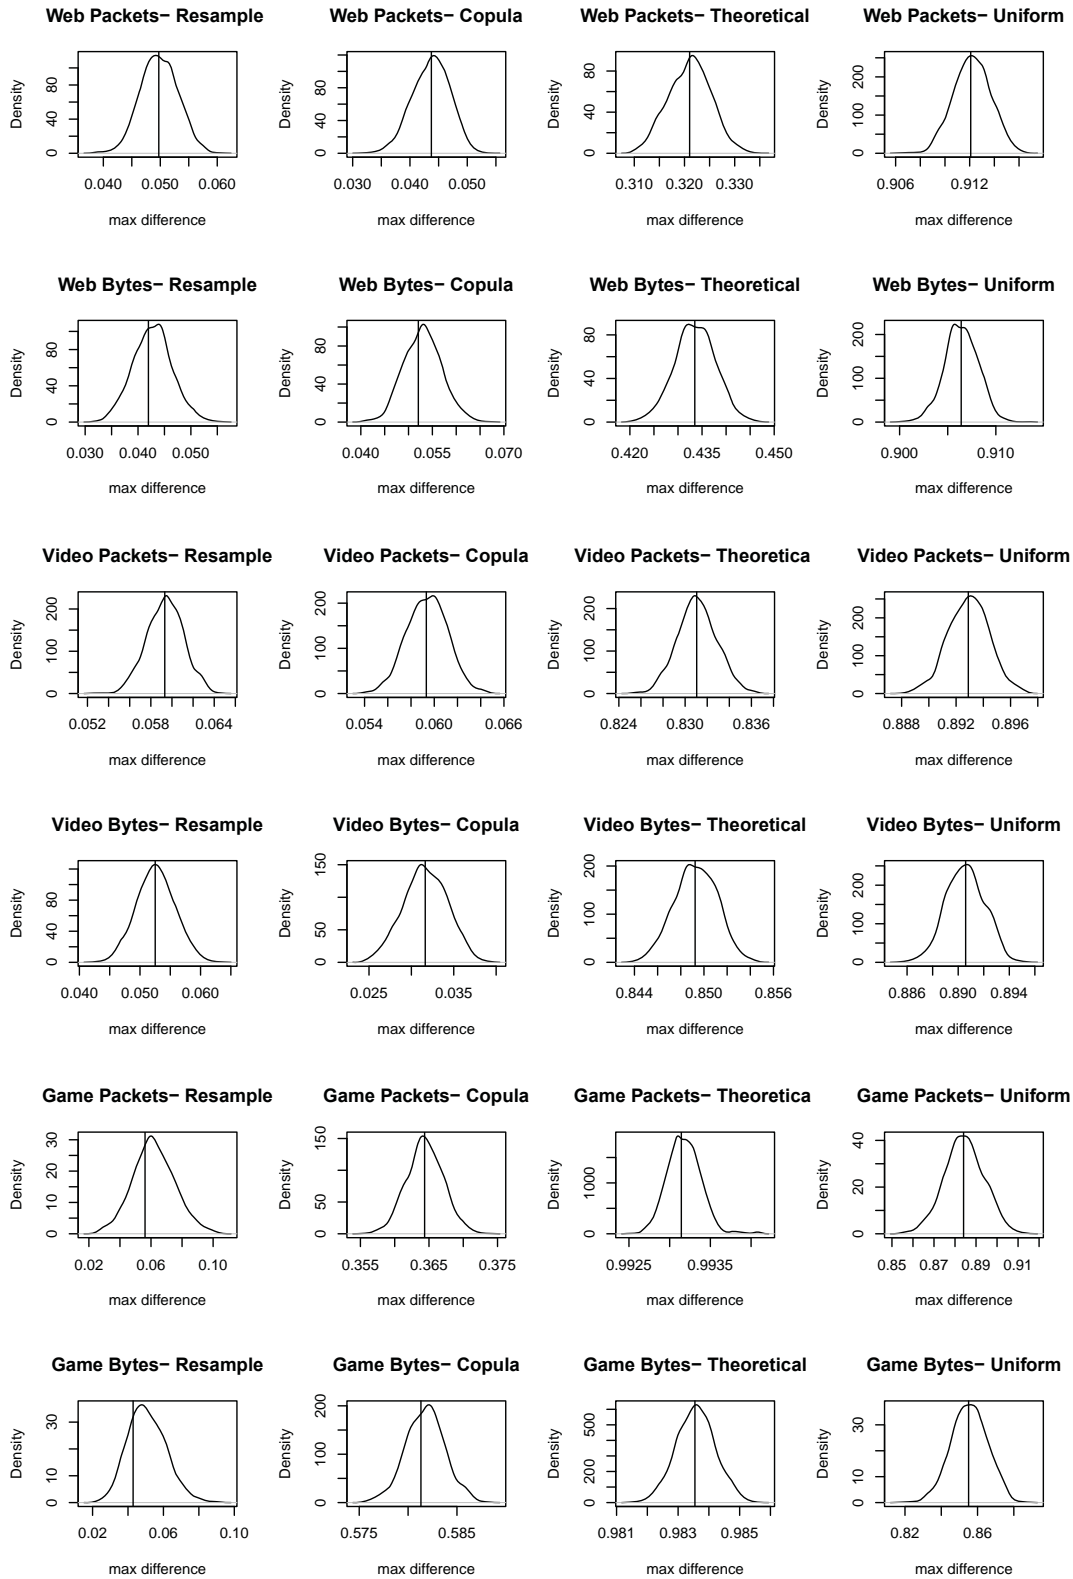 Web Packets− Resample
Web Packets− Copula
Web Packets− Theoretical
Web Packets− Uniform
Density
0 40 80
0.040 0.050 0.060
max difference
Density
0 40 80
0.030 0.040 0.050
max difference
Density
0 40 80
0.310 0.320 0.330
max difference
Density
0 100 200
0.906 0.912
max difference
Web Bytes− Resample
Web Bytes− Copula
Web Bytes− Theoretical
Web Bytes− Uniform
Density
0 40 80
0.030 0.040 0.050
max difference
Density
0 40 80
0.040 0.055 0.070
max difference
Density
0 40 80
0.420 0.435 0.450
max difference
Density
0 100 200
0.900 0.910
max difference
Video Packets− Resample
Video Packets− Copula
Video Packets− Theoretica
Video Packets− Uniform
Density
0 100 200
0.052 0.058 0.064
max difference
Density
0 100 200
0.054 0.060 0.066
max difference
Density
0 100 200
0.824 0.830 0.836
max difference
Density
0 100 200
0.888 0.892 0.896
max difference
Video Bytes− Resample
Video Bytes− Copula
Video Bytes− Theoretical
Video Bytes− Uniform
Density
0 40 80
0.040 0.050 0.060
max difference
Density
0 50 150
0.025 0.035
max difference
Density
0 100 200
0.844 0.850 0.856
max difference
Density
0 100 200
0.886 0.890 0.894
max difference
Game Packets− Resample
Game Packets− Copula
Game Packets− Theoretica
Game Packets− Uniform
Density
0 10 20 30
0.02 0.06 0.10
max difference
Density
0 50 150
0.355 0.365 0.375
max difference
Density
0 1000
0.9925 0.9935
max difference
Density
0 20 40
0.85 0.87 0.89 0.91
max difference
Game Bytes− Resample
Game Bytes− Copula
Game Bytes− Theoretical
Game Bytes− Uniform
Density
0 10 30
0.02 0.06 0.10
max difference
Density
0 100 200
0.575 0.585
max difference
Density
0 200 500
0.981 0.983 0.985
max difference
Density
0 10 30
0.82 0.86
max difference